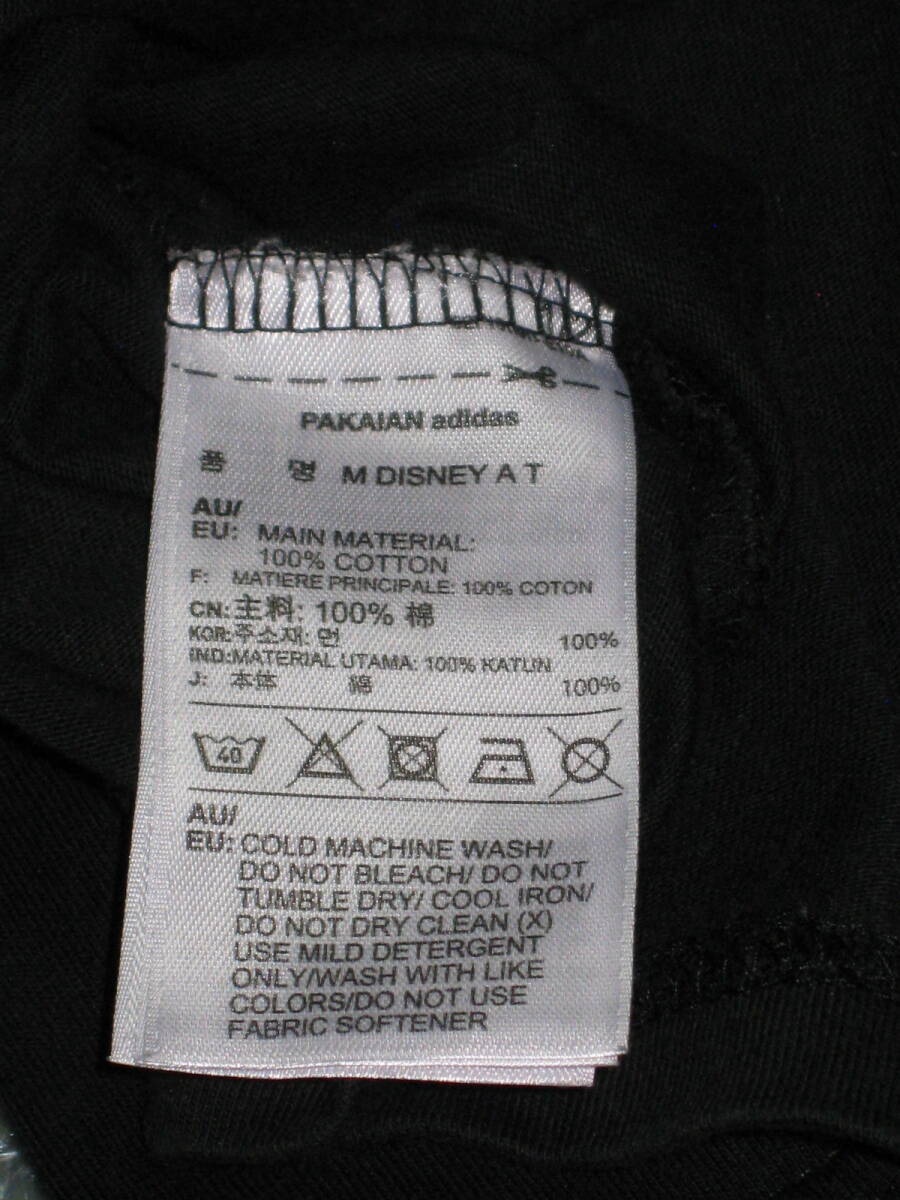 PAKAIAN adidas
품 명 M DISNEY A T
AU/
EU: MAIN MATERIAL:
100% COTTON
F: MATIERE PRINCIPALE: 100% COTON
CN: 主料: 100% 棉
KOR: 주소재: 면 100%
IND: MATERIAL UTAMA: 100% KATUN
J: 本体 綿 100%
40
AU/
EU: COLD MACHINE WASH/
DO NOT BLEACH/ DO NOT
TUMBLE DRY/ COOL IRON/
DO NOT DRY CLEAN (X)
USE MILD DETERGENT
ONLY/WASH WITH LIKE
COLORS/DO NOT USE
FABRIC SOFTENER